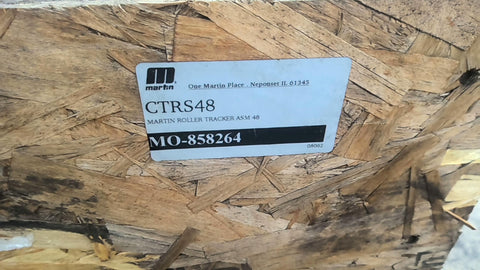 martin
One Martin Place . Neponset IL 61345
CTRS48
MARTIN ROLLER TRACKER ASM 48
MO-858264
08062